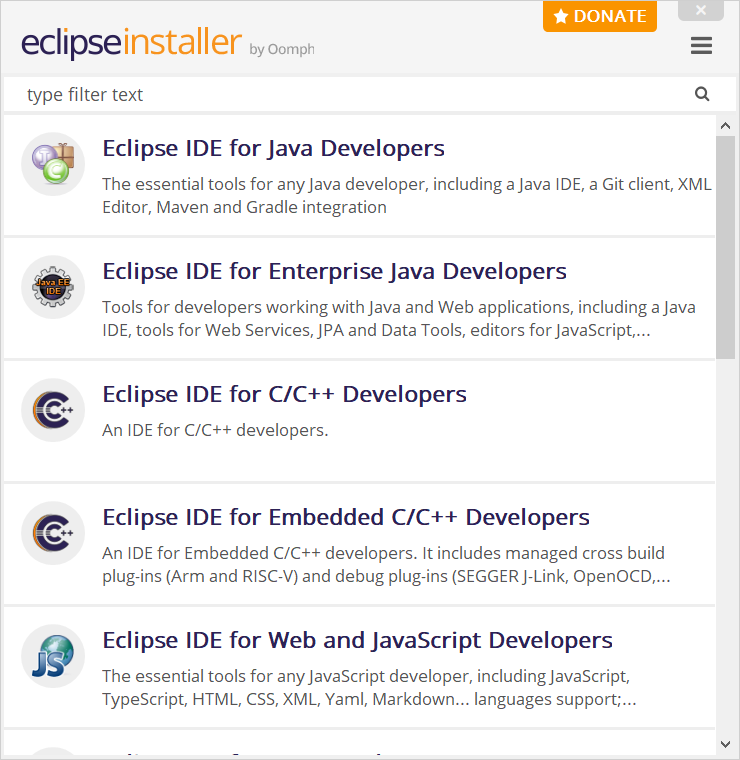 DONATE
eclipseinstaller by Oomph
type filter text
Eclipse IDE for Java Developers
The essential tools for any Java developer, including a Java IDE, a Git client, XML
Editor, Maven and Gradle integration
Java EE
IDE
Eclipse IDE for Enterprise Java Developers
Tools for developers working with Java and Web applications, including a Java
IDE, tools for Web Services, JPA and Data Tools, editors for JavaScript,...
C++
Eclipse IDE for C/C++ Developers
An IDE for C/C++ developers.
C++
Eclipse IDE for Embedded C/C++ Developers
An IDE for Embedded C/C++ developers. It includes managed cross build
plug-ins (Arm and RISC-V) and debug plug-ins (SEGGER J-Link, OpenOCD,...
JS
Eclipse IDE for Web and JavaScript Developers
The essential tools for any JavaScript developer, including JavaScript,
TypeScript, HTML, CSS, XML, Yaml, Markdown... languages support;...